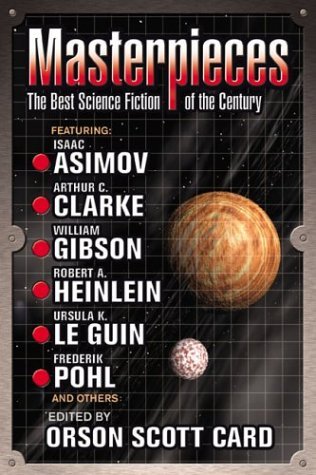 Masterpieces
The Best Science Fiction of the Century
FEATURING:
ISAAC
ASIMOV
ARTHUR C.
CLARKE
WILLIAM
GIBSON
ROBERT A.
HEINLEIN
URSULA K.
LE GUIN
FREDERIK
POHL
AND OTHERS
EDITED BY
ORSON SCOTT CARD